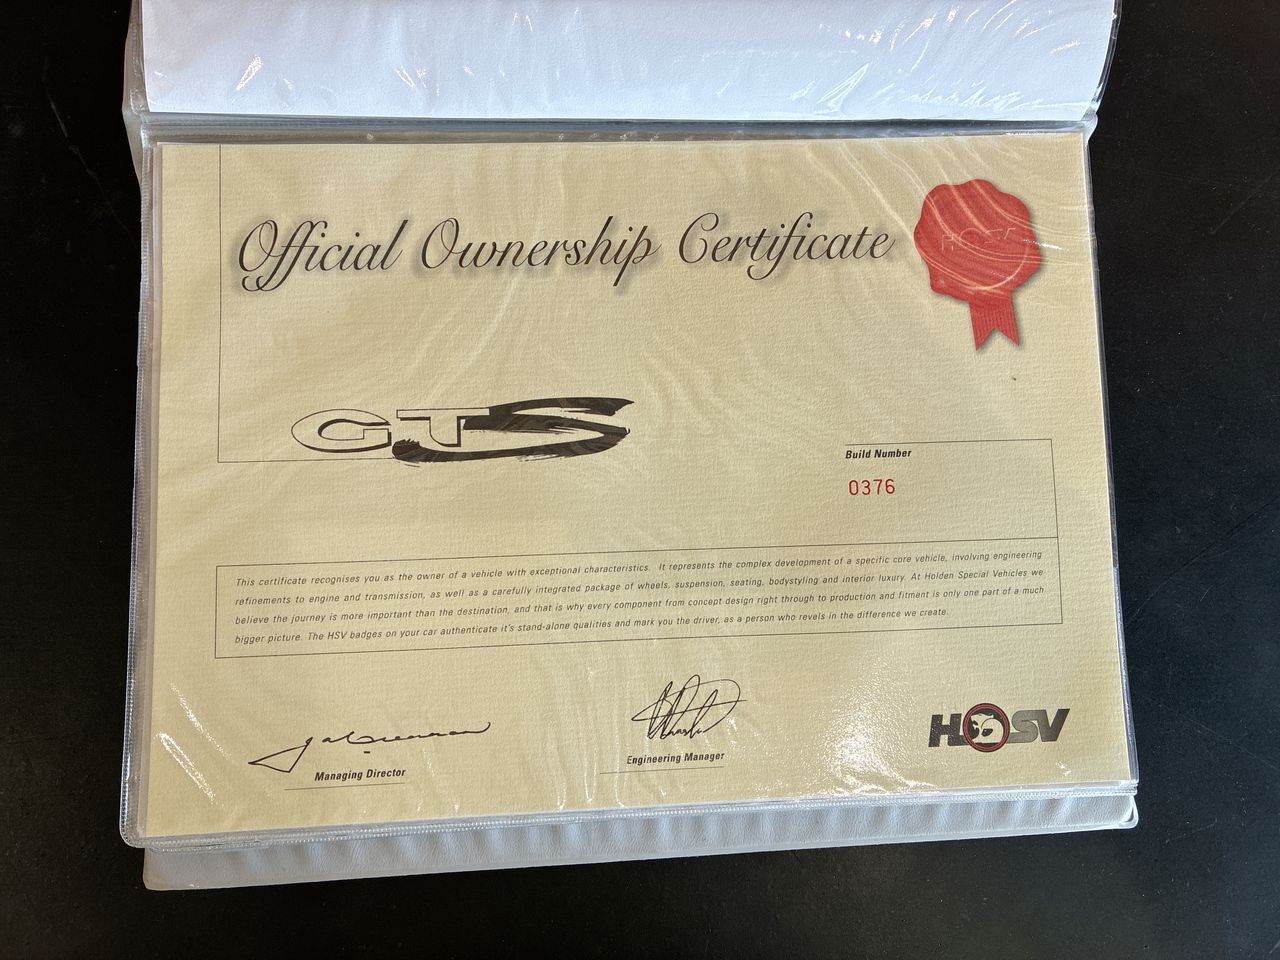 Official Ownership Certificate
HSV
GTS
Build Number
0376
This certificate recognises you as the owner of a vehicle with exceptional characteristics. It represents the complex development of a specific core vehicle, involving engineering
refinements to engine and transmission, as well as a carefully integrated package of wheels, suspension, seating, bodystyling and interior luxury. At Holden Special Vehicles we
believe the journey is more important than the destination, and that is why every component from concept design right through to production and fitment is only one part of a much
bigger picture. The HSV badges on your car authenticate it's stand-alone qualities and mark you the driver, as a person who revels in the difference we create.
Managing Director
Engineering Manager
HSV